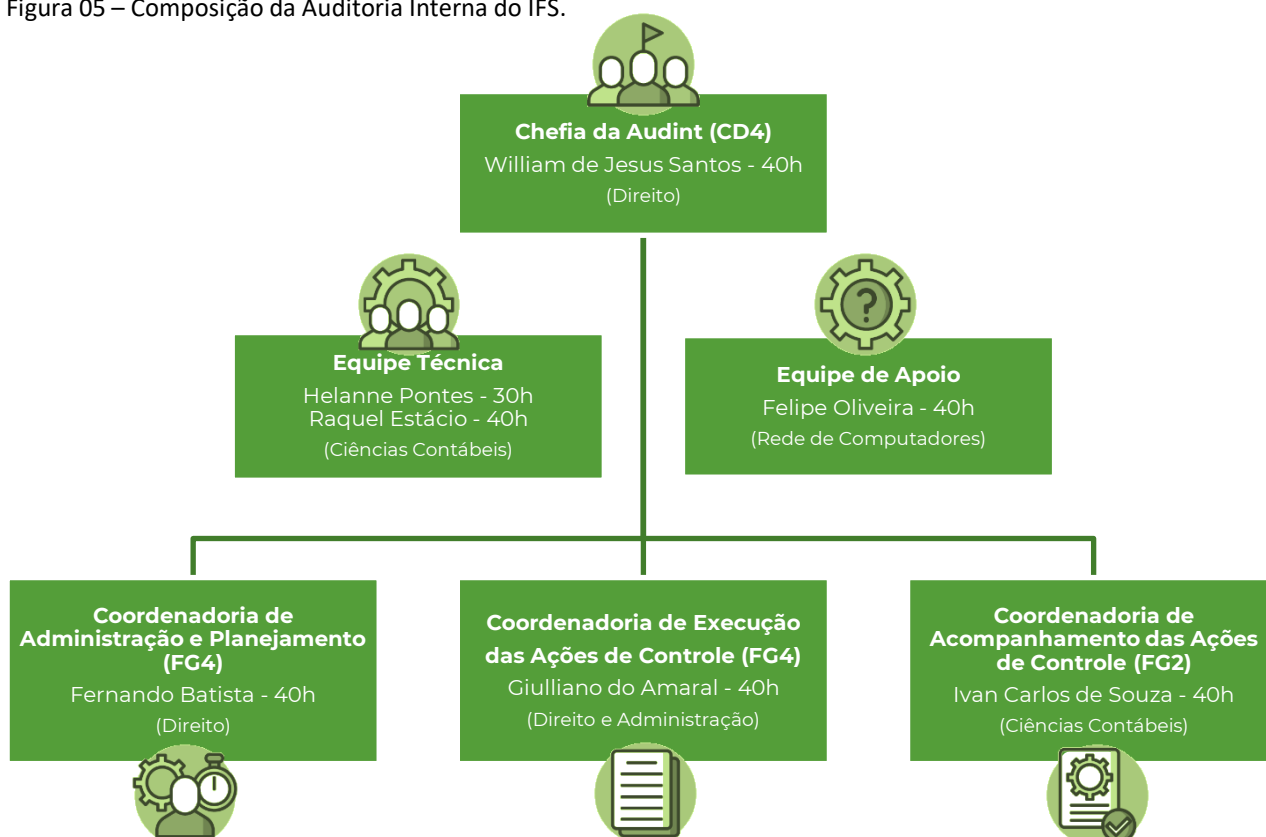 Figura 05 – Composição da Auditoria Interna do IFS.
Chefia da Audint (CD4)
William de Jesus Santos - 40h
(Direito)
Equipe Técnica
Helanne Pontes - 30h
Raquel Estácio - 40h
(Ciências Contábeis)
?
Equipe de Apoio
Felipe Oliveira - 40h
(Rede de Computadores)
Coordenadoria de
Administração e Planejamento
(FG4)
Fernando Batista - 40h
(Direito)
Coordenadoria de Execução
das Ações de Controle (FG4)
Giulliano do Amaral - 40h
(Direito e Administração)
Coordenadoria de
Acompanhamento das Ações
de Controle (FG2)
Ivan Carlos de Souza - 40h
(Ciências Contábeis)